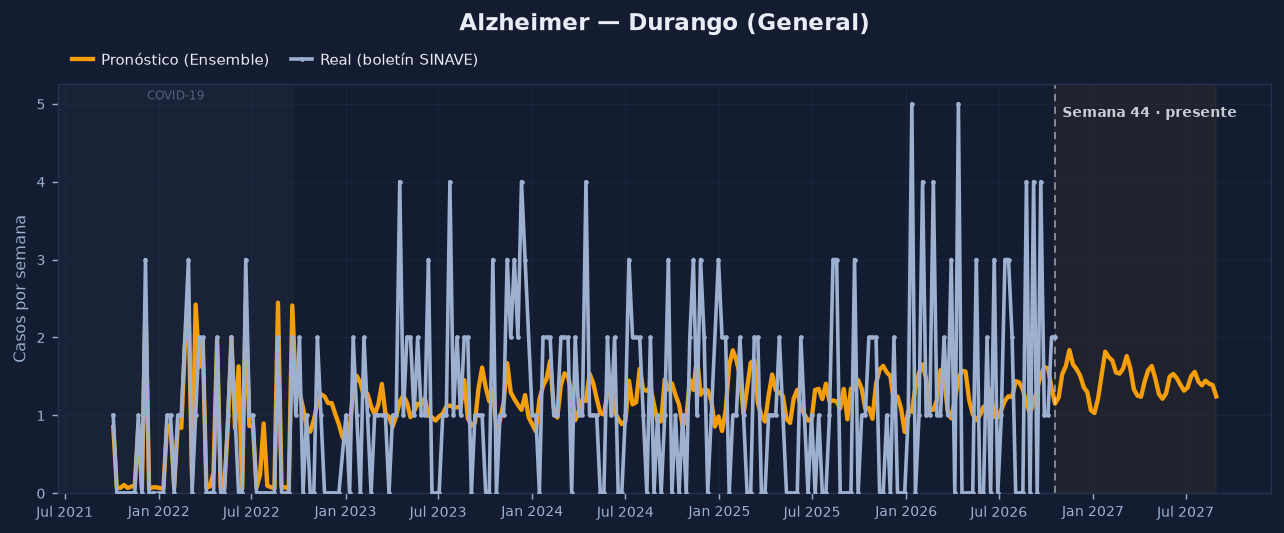 Alzheimer — Durango (General)
Pronóstico (Ensemble)
Real (boletín SINAVE)
COVID-19
Semana 44 · presente
Casos por semana
5
4
3
2
1
0
Jul 2021
Jan 2022
Jul 2022
Jan 2023
Jul 2023
Jan 2024
Jul 2024
Jan 2025
Jul 2025
Jan 2026
Jul 2026
Jan 2027
Jul 2027